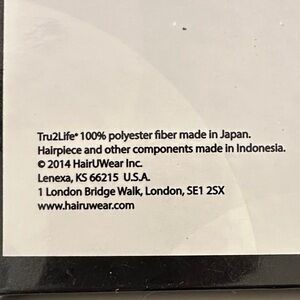 Tru2Life® 100% polyester fiber made in Japan.
Hairpiece and other components made in Indonesia.
© 2014 HairUWear Inc.
Lenexa, KS 66215 U.S.A.
1 London Bridge Walk, London, SE1 2SX
www.hairuwear.com